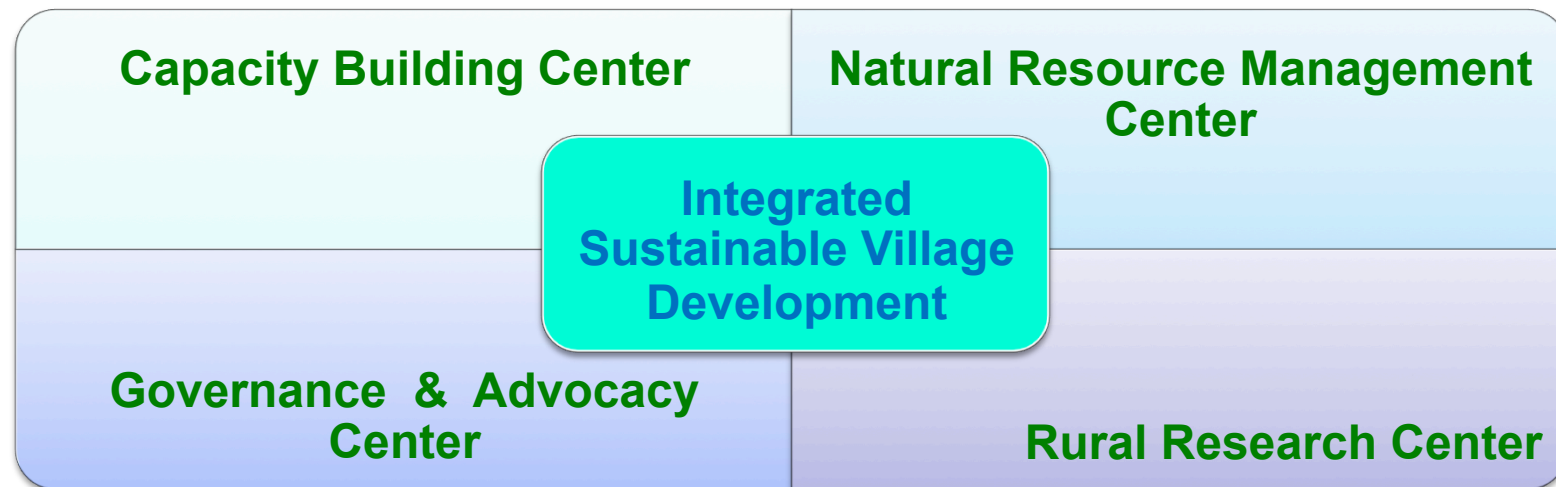 Capacity Building Center
Natural Resource Management
Center
Integrated
Sustainable Village
Development
Governance & Advocacy
Center
Rural Research Center